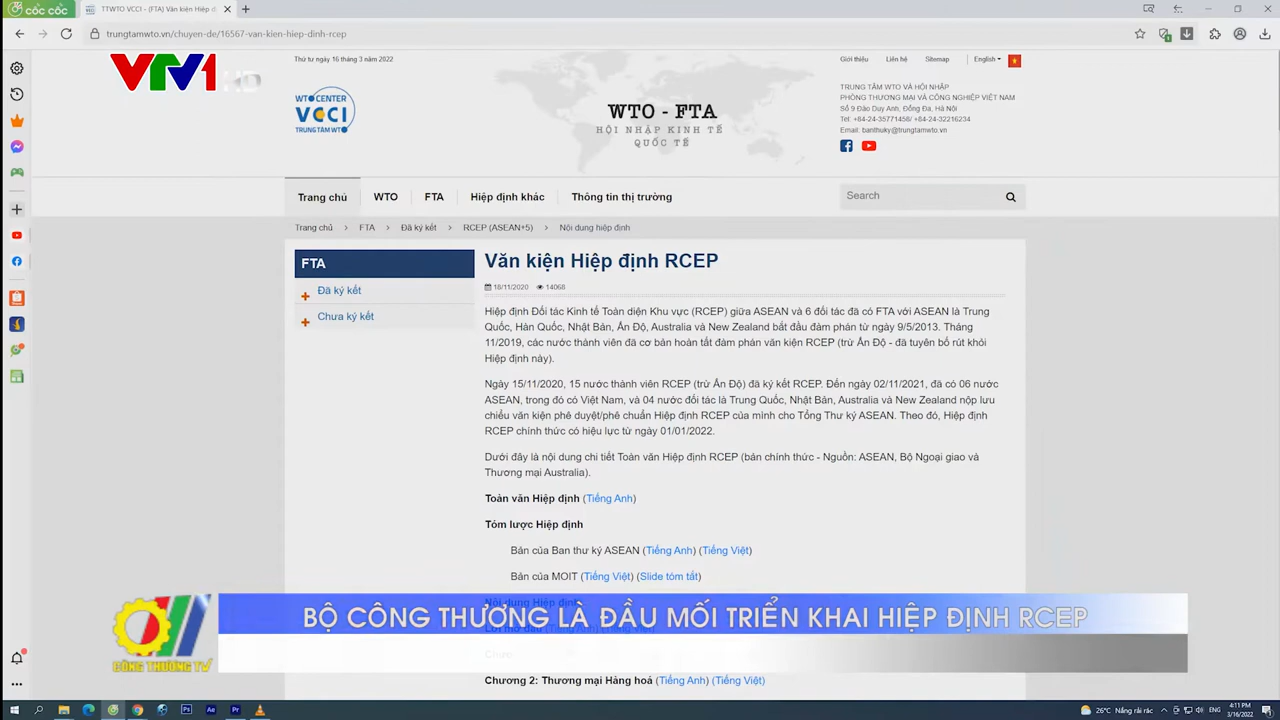 cốc cốc
TTWTO VCCI - (FTA) Văn kiện Hiệp đ
trungtamwto.vn/chuyen-de/16567-van-kien-hiep-dinh-rcep
VTV1
HD
Thứ tư ngày 16 thág 3 năm 2022
Giới thiệu
Liên hệ
Sitemap
English
WTO CENTER
VCCI
TRUNG TÂM WTO
WTO - FTA
HỘI NHẬP KINH TẾ
QUỐC TẾ
TRUNG TÂM WTO VÀ HỘI NHẬP
PHÒNG THƯƠNG MẠI VÀ CÔNG NGHIỆP VIỆT NAM
Số 9 Đào Duy Anh, Đống Đa, Hà Nội
Tel: +84-24-35771458/ +84-24-32216234
Email: banthuky@trungtamwto.vn
Trang chủ
WTO
FTA
Hiệp định khác
Thông tin thị trường
Search
Trang chủ > FTA > Đã ký kết > RCEP (ASEAN+5) > Nội dung hiệp định
FTA
Đã ký kết
Chưa ký kết
Văn kiện Hiệp định RCEP
18/11/2020 14068
Hiệp định Đối tác Kinh tế Toàn diện Khu vực (RCEP) giữa ASEAN và 6 đối tác đã có FTA với ASEAN là Trung
Quốc, Hàn Quốc, Nhật Bản, Ấn Độ, Australia và New Zealand bắt đầu đàm phán từ ngày 9/5/2013. Tháng
11/2019, các nước thành viên đã cơ bản hoàn tất đàm phán văn kiện RCEP (trừ Ấn Độ - đã tuyên bố rút khỏi
Hiệp định này).
Ngày 15/11/2020, 15 nước thành viên RCEP (trừ Ấn Độ) đã ký kết RCEP. Đến ngày 02/11/2021, đã có 06 nước
ASEAN, trong đó có Việt Nam, và 04 nước đối tác là Trung Quốc, Nhật Bản, Australia và New Zealand nộp lưu
chiểu văn kiện phê duyệt/phê chuẩn Hiệp định RCEP của mình cho Tổng Thư ký ASEAN. Theo đó, Hiệp định
RCEP chính thức có hiệu lực từ ngày 01/01/2022.
Dưới đây là nội dung chi tiết Toàn văn Hiệp định RCEP (bản chính thức - Nguồn: ASEAN, Bộ Ngoại giao và
Thương mại Australia).
Toàn văn Hiệp định (Tiếng Anh)
Tóm lược Hiệp định
Bản của Ban thư ký ASEAN (Tiếng Anh) (Tiếng Việt)
Bản của MOIT (Tiếng Việt) (Slide tóm tắt)
Nội dung Hiệp định
Lời mở đầu (Tiếng Anh) (Tiếng Việt)
BỘ CÔNG THƯƠNG LÀ ĐẦU MỐI TRIỂN KHAI HIỆP ĐỊNH RCEP
CÔNG THƯƠNG TV
Chương 2: Thương mại Hàng hoá (Tiếng Anh) (Tiếng Việt)
26°C Nắng rải rác
ENG
4:11 PM
3/16/2022